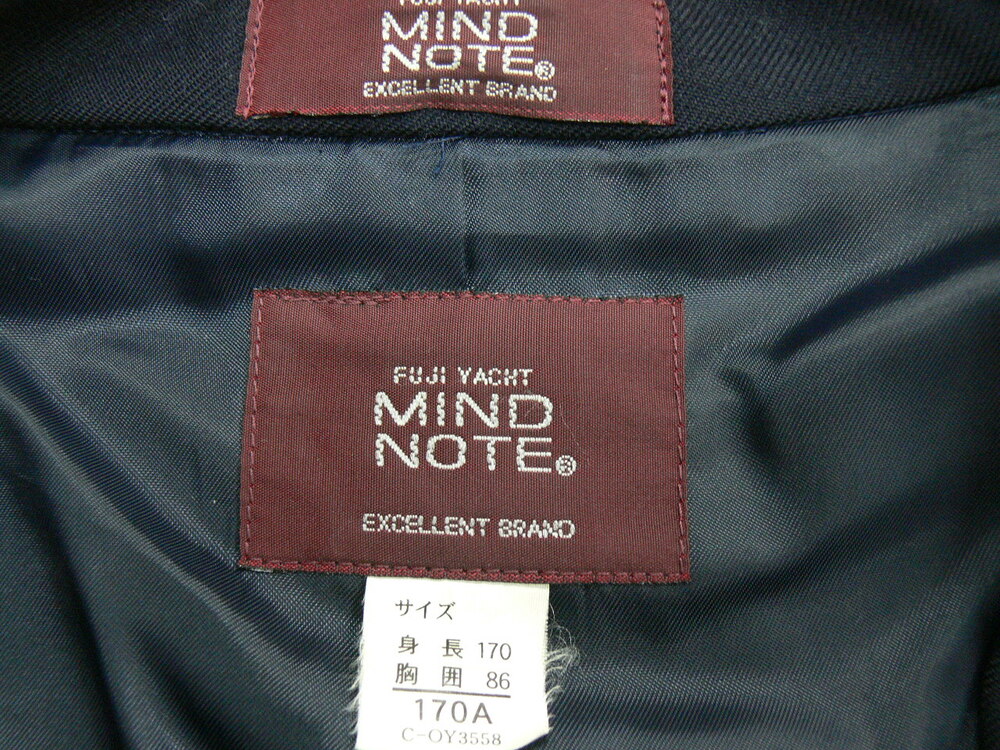 FUJI YACHT
MIND
NOTE®
EXCELLENT BRAND
FUJI YACHT
MIND
NOTE®
EXCELLENT BRAND
サイズ
身 長 170
胸 囲 86
170A
C-OY3558